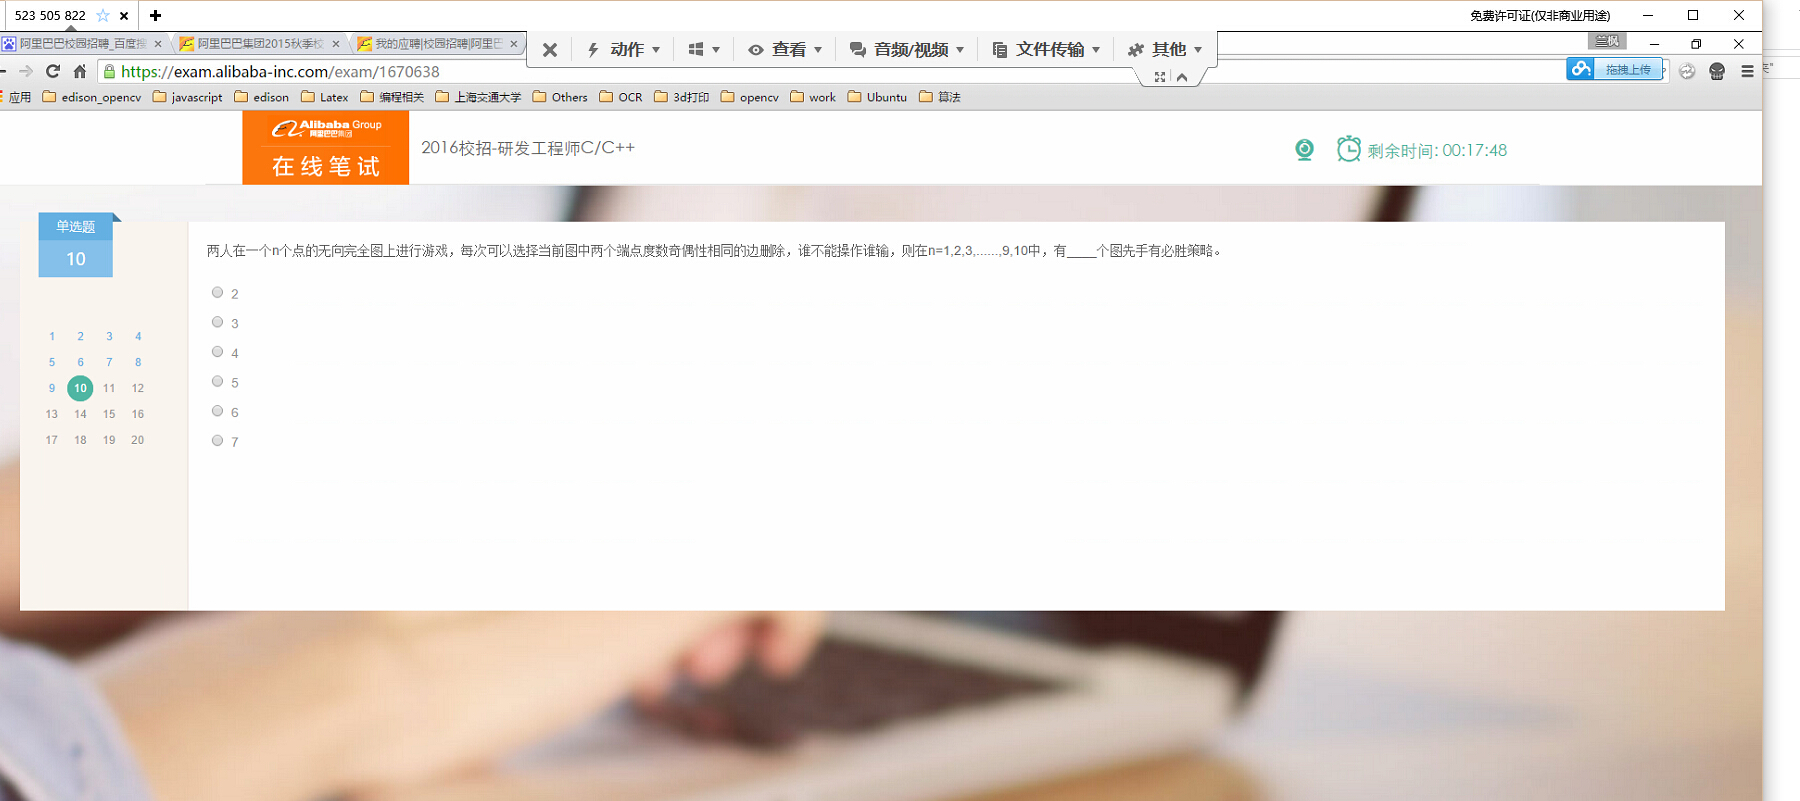 523 505 822
免费许可证(仅非商业用途)
阿里巴巴校园招聘_百度搜
阿里巴巴集团2015秋季校
我的应聘|校园招聘|阿里巴
动作
查看
音频/视频
文件传输
其他
兰枫
https://exam.alibaba-inc.com/exam/1670638
拖拽上传
应用
edison_opencv
javascript
edison
Latex
编程相关
上海交通大学
Others
OCR
3d打印
opencv
work
Ubuntu
算法
Alibaba Group
阿里巴巴集团
在线笔试
2016校招-研发工程师C/C++
剩余时间: 00:17:48
单选题
10
两人在一个n个点的无向完全图上进行游戏，每次可以选择当前图中两个端点度数奇偶性相同的边删除，谁不能操作谁输，则在n=1,2,3,......,9,10中，有____个图先手有必胜策略。
2
3
4
5
6
7
1 2 3 4
5 6 7 8
9 10 11 12
13 14 15 16
17 18 19 20